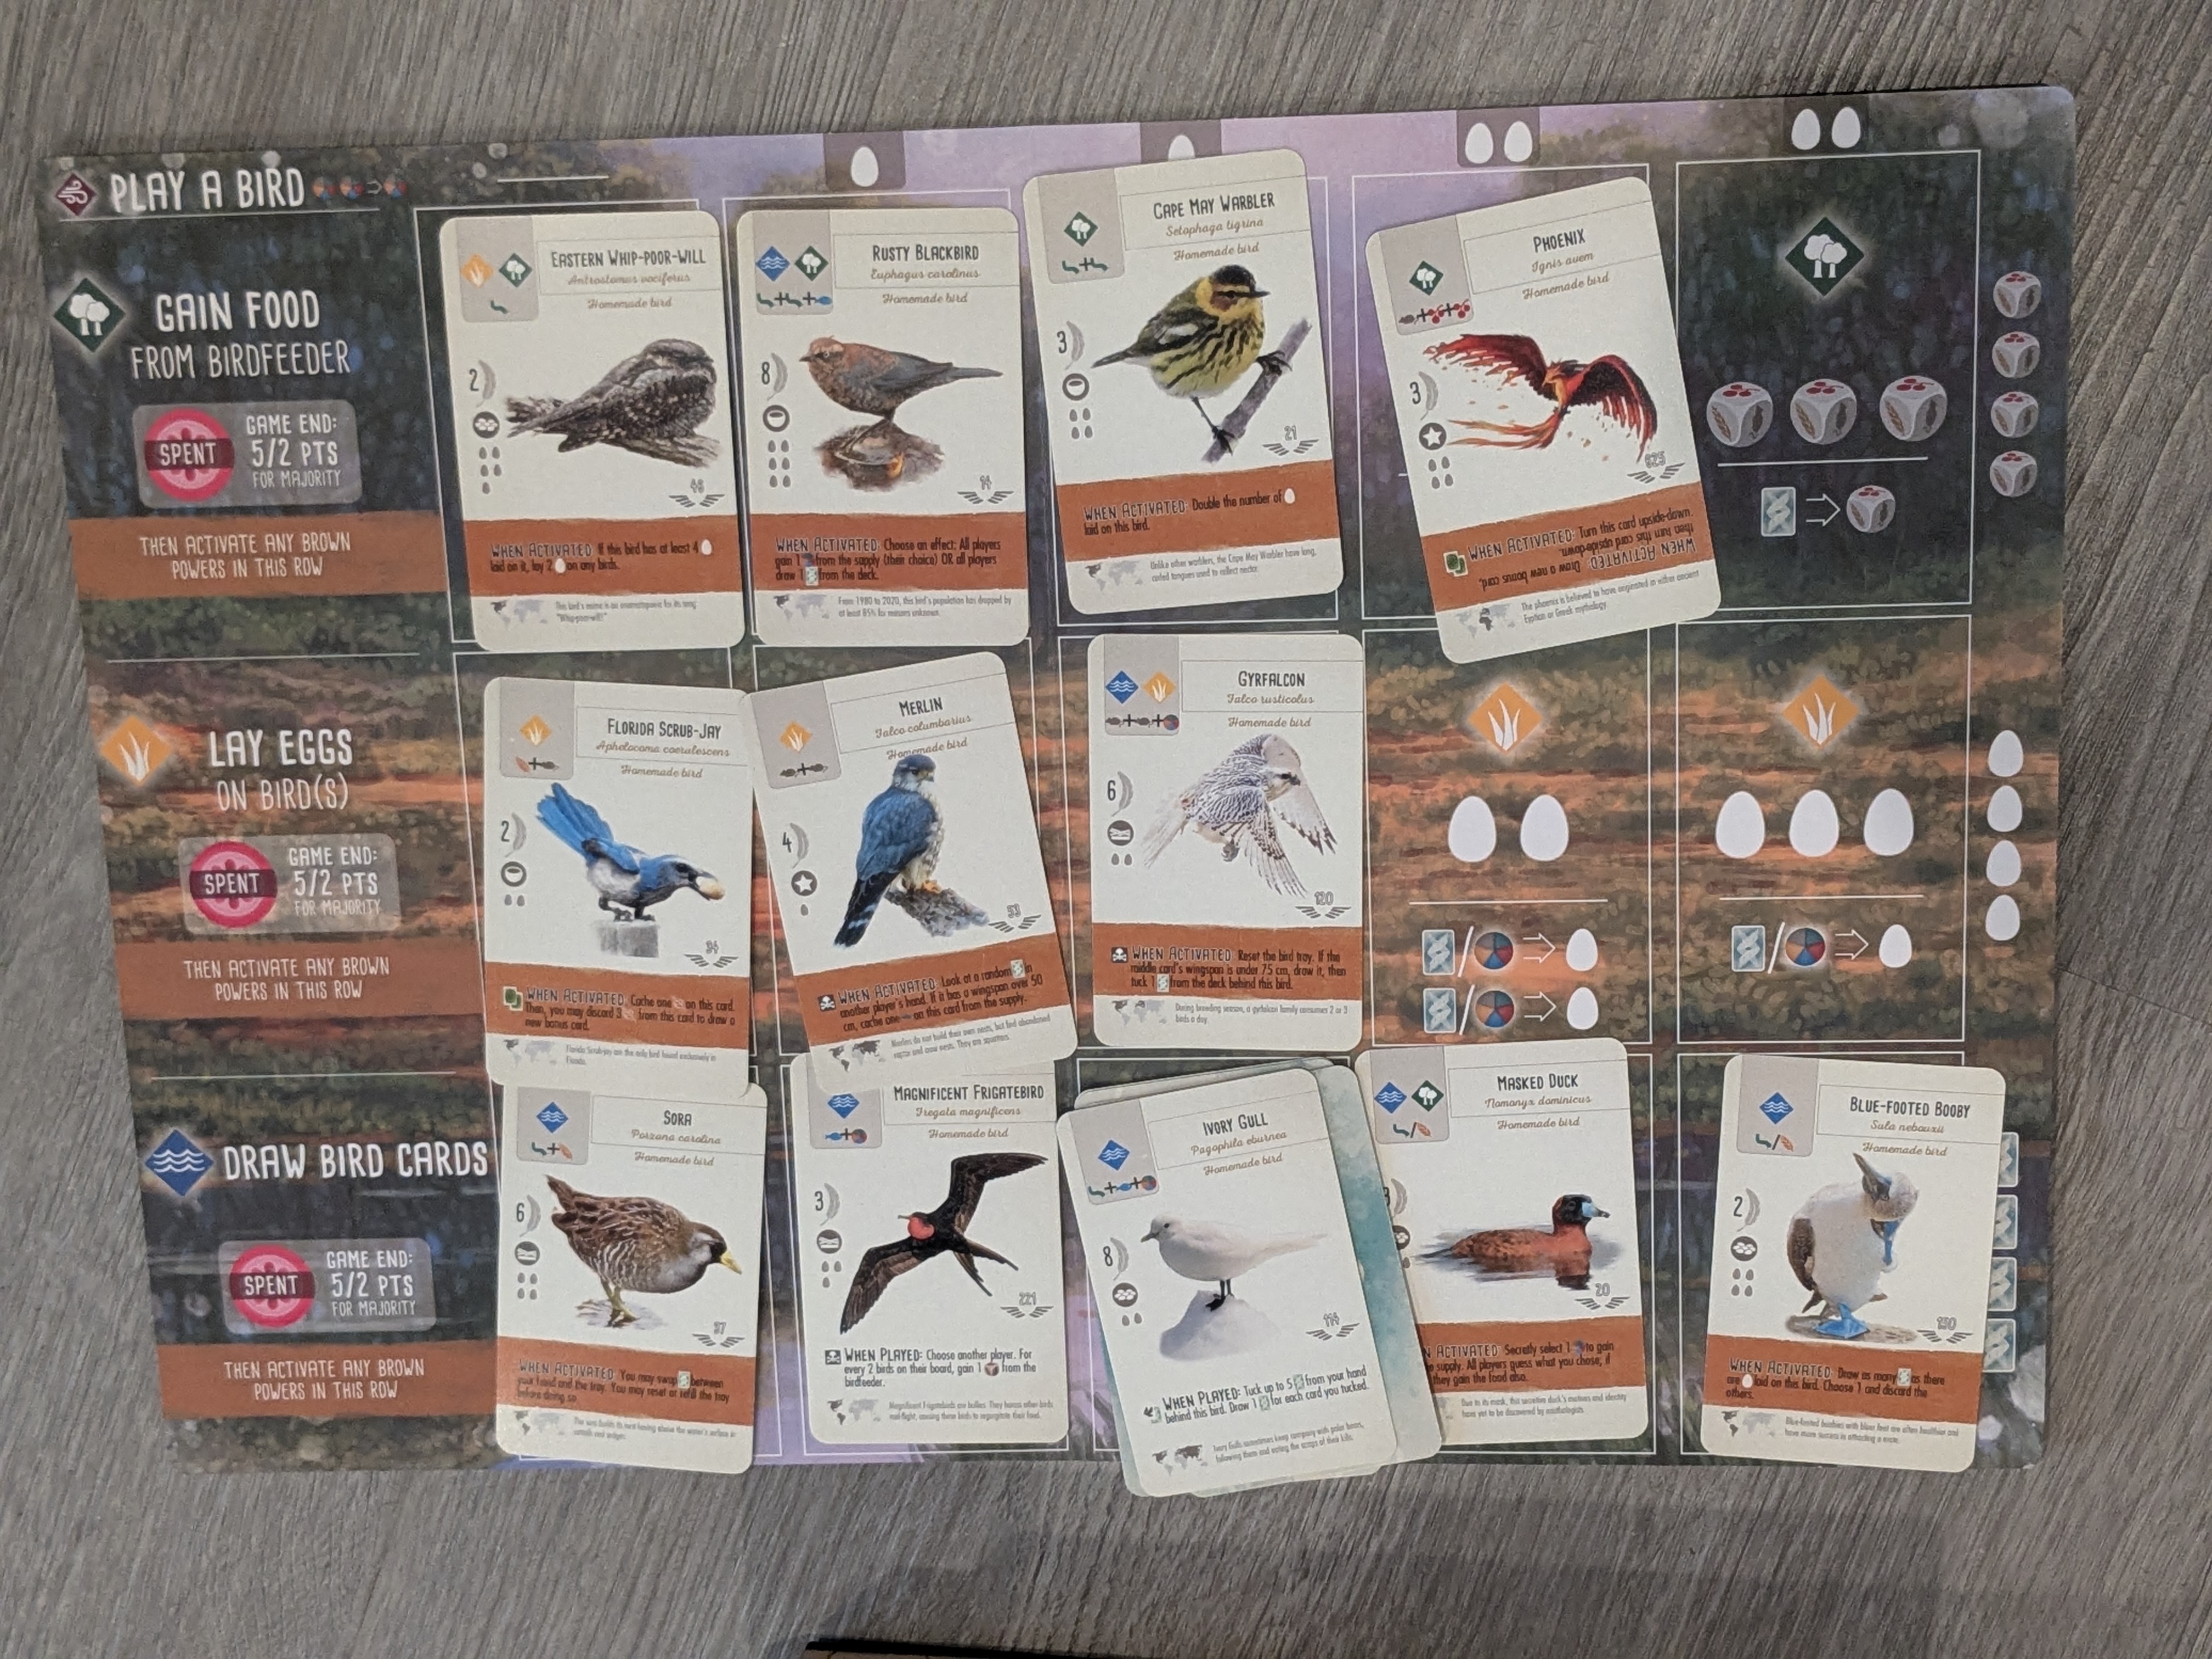 PLAY A BIRD
GAIN FOOD
FROM BIRDFEEDER
SPENT
GAME END:
5/2 PTS
FOR MAJORITY
THEN ACTIVATE ANY BROWN
POWERS IN THIS ROW
EASTERN WHIP-POOR-WILL
Antrostomus vociferus
Homemade bird
2
46
WHEN ACTIVATED: If this bird has at least 4
laid on it, lay 2 on any birds.
This bird's name is an onomatopoeia for its song:
"Whip-poor-will!"
RUSTY BLACKBIRD
Euphagus carolinus
Homemade bird
8
14
WHEN ACTIVATED: Choose an effect: All players
gain 1 from the supply (their choice) OR all players
draw 1 from the deck.
From 1980 to 2020, this bird's population has dropped by
at least 85% for reasons unknown.
CAPE MAY WARBLER
Setophaga tigrina
Homemade bird
3
21
WHEN ACTIVATED: Double the number of
laid on this bird.
Unlike other warblers, the Cape May Warbler have long,
curled tongues used to collect nectar.
PHOENIX
Ignis avem
Homemade bird
3
625
WHEN ACTIVATED: Turn this card upside-down.
WHEN ACTIVATED: Draw a new bonus card,
then turn this card upside-down.
The phoenix is believed to have originated in either ancient
Eyptian or Greek mythology.
LAY EGGS
ON BIRD(S)
SPENT
GAME END:
5/2 PTS
FOR MAJORITY
THEN ACTIVATE ANY BROWN
POWERS IN THIS ROW
FLORIDA SCRUB-JAY
Aphelocoma coerulescens
Homemade bird
2
34
WHEN ACTIVATED: Cache one on this card.
Then, you may discard 3 from this card to draw a
new bonus card.
Florida Scrub-jay are the only bird found exclusively in
Florida.
MERLIN
Falco columbarius
Homemade bird
4
53
WHEN ACTIVATED: Look at a random in
another player's hand. If it has a wingspan over 50
cm, cache one on this card from the supply.
Merlins do not build their own nests, but find abandoned
raptor and crow nests. They are squatters.
GYRFALCON
Falco rusticolus
Homemade bird
6
120
WHEN ACTIVATED: Reset the bird tray. If the
middle card's wingspan is under 75 cm, draw it, then
tuck 1 from the deck behind this bird.
During breeding season, a gyrfalcon family consumes 2 or 3
birds a day.
DRAW BIRD CARDS
SPENT
GAME END:
5/2 PTS
FOR MAJORITY
THEN ACTIVATE ANY BROWN
POWERS IN THIS ROW
SORA
Porzana carolina
Homemade bird
6
37
WHEN ACTIVATED: You may swap between
your hand and the tray. You may reset or refill the tray
before doing so.
MAGNIFICENT FRIGATEBIRD
Fregata magnificens
Homemade bird
3
221
WHEN PLAYED: Choose another player. For
every 2 birds on their board, gain 1 from the
birdfeeder.
Magnificent Frigatebirds are bullies. They harass other birds
mid-flight, causing these birds to regurgitate their food.
IVORY GULL
Pagophila eburnea
Homemade bird
8
114
WHEN PLAYED: Tuck up to 5 from your hand
behind this bird. Draw 1 for each card you tucked.
Ivory Gulls sometimes keep company with polar bears,
following them and eating the scraps of their kills.
MASKED DUCK
Nomonyx dominicus
Homemade bird
3
20
ACTIVATED: Secretly select 1 to gain
supply. All players guess what you chose; if
they gain the food also.
Due to its mask, this secretive duck's motives and identity
have yet to be discovered by ornithologists.
BLUE-FOOTED BOOBY
Sula nebouxii
Homemade bird
2
150
WHEN ACTIVATED: Draw as many as there
are laid on this bird. Choose 1 and discard the
others.
Blue-footed boobies with bluer feet are often healthier and
have more success in attracting a mate.